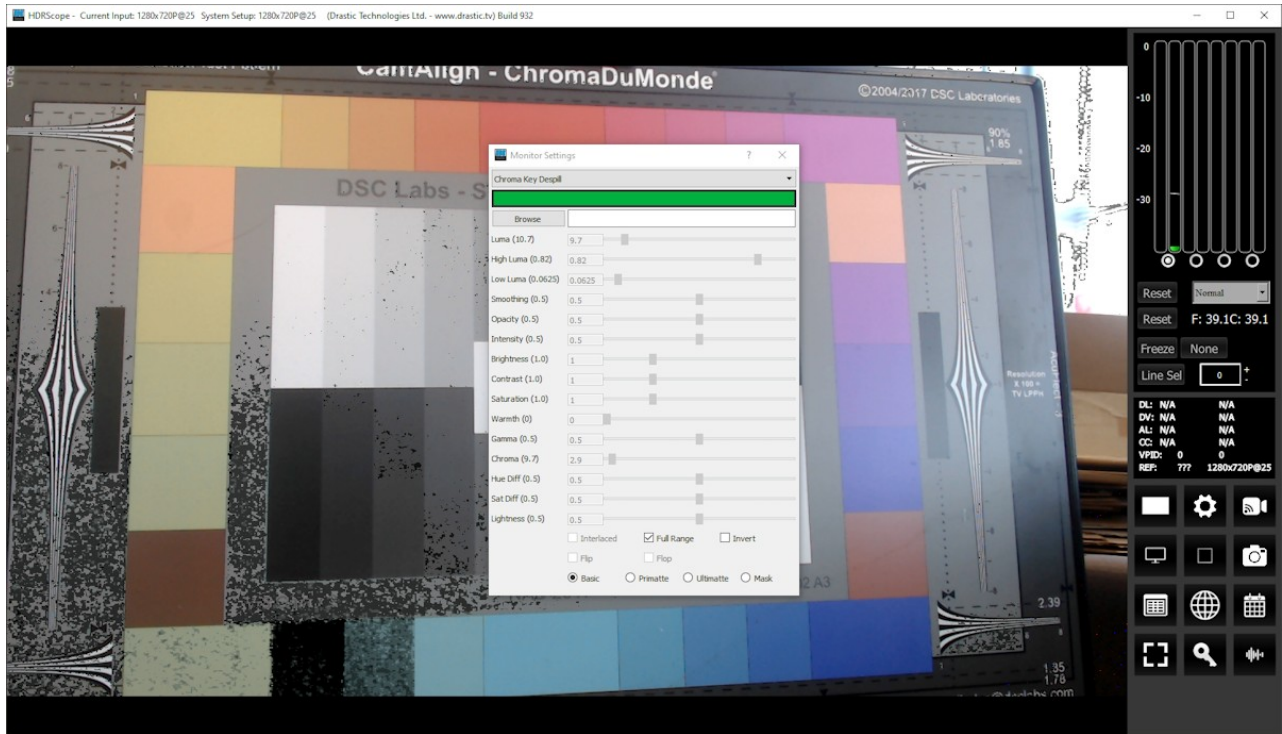 HDRScope - Current Input: 1280x720P@25 System Setup: 1280x720P@25 (Drastic Technologies Ltd. - www.drastic.tv) Build 932
CamAlign - ChromaDuMonde
©2004/2017 DSC Laboratories
90%
1.85
DSC Labs - S
Resolution
X 100 =
TV LPPH
2.39
1.35
1.78
Monitor Settings
? ×
Chroma Key Despill
Browse
Luma (10.7) 9.7
High Luma (0.82) 0.82
Low Luma (0.0625) 0.0625
Smoothing (0.5) 0.5
Opacity (0.5) 0.5
Intensity (0.5) 0.5
Brightness (1.0) 1
Contrast (1.0) 1
Saturation (1.0) 1
Warmth (0) 0
Gamma (0.5) 0.5
Chroma (9.7) 2.9
Hue Diff (0.5) 0.5
Sat Diff (0.5) 0.5
Lightness (0.5) 0.5
Interlaced Full Range Invert
Flip Flop
Basic Primatte Ultimatte Mask
0
-10
-20
-30
Reset Normal
Reset F: 39.1C: 39.1
Freeze None
Line Sel 0 + -
DL: N/A N/A
DV: N/A N/A
AL: N/A N/A
CC: N/A N/A
VPID: 0 0
REF: ??? 1280x720P@25